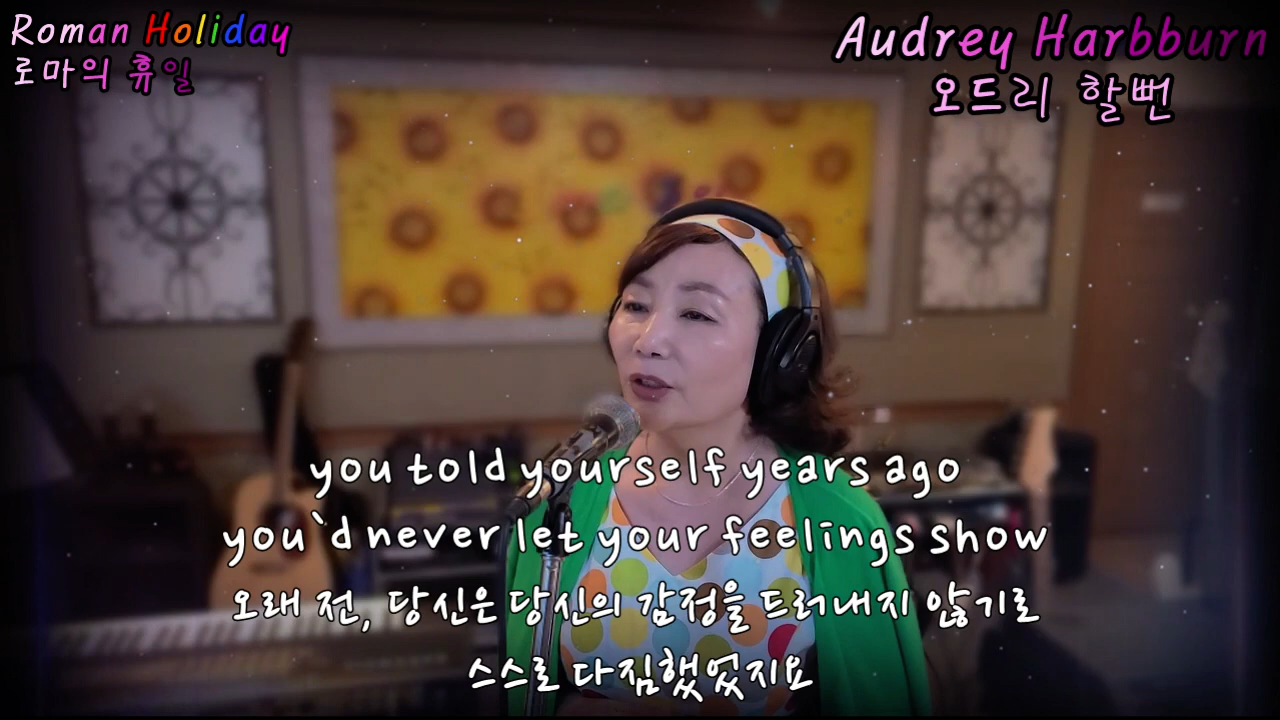 Roman Holiday
로마의 휴일
Audrey Harbburn
오드리 할뻔
you told yourself years ago
you`d never let your feelings show
오래 전, 당신은 당신의 감정을 드러내지 않기로
스스로 다짐했었지요